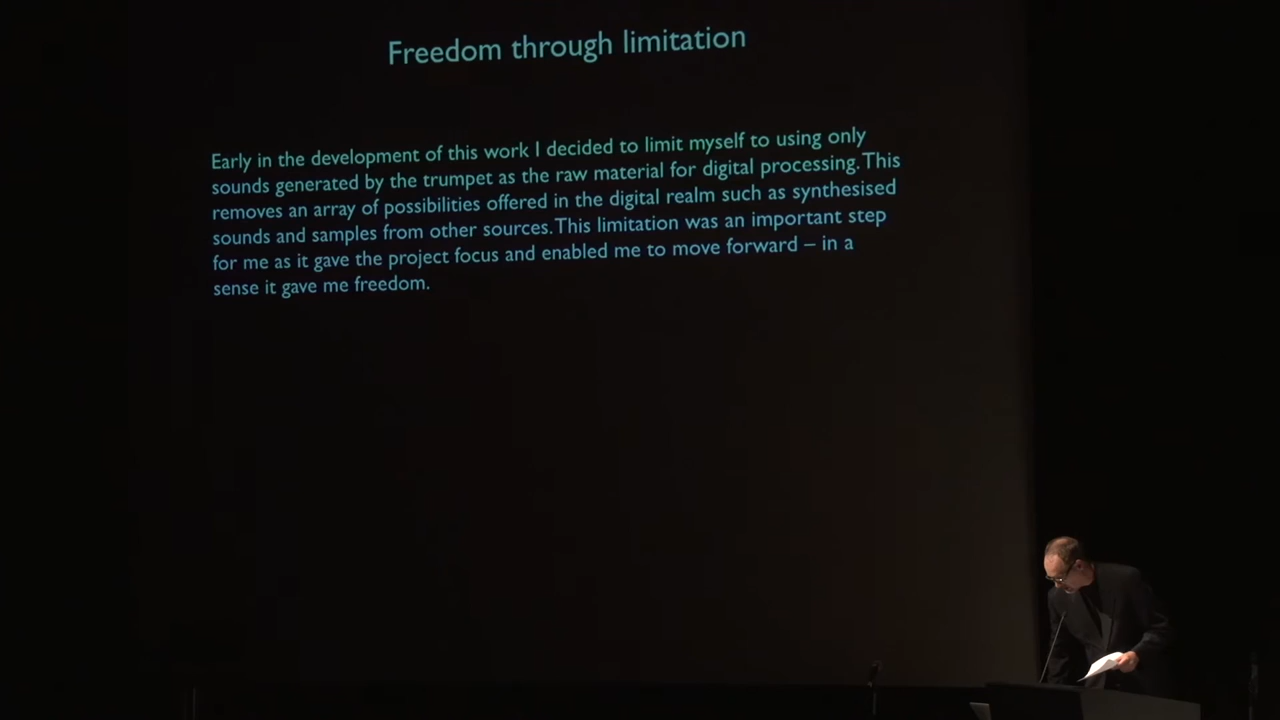 Freedom through limitation
Early in the development of this work I decided to limit myself to using only
sounds generated by the trumpet as the raw material for digital processing. This
removes an array of possibilities offered in the digital realm such as synthesised
sounds and samples from other sources. This limitation was an important step
for me as it gave the project focus and enabled me to move forward – in a
sense it gave me freedom.